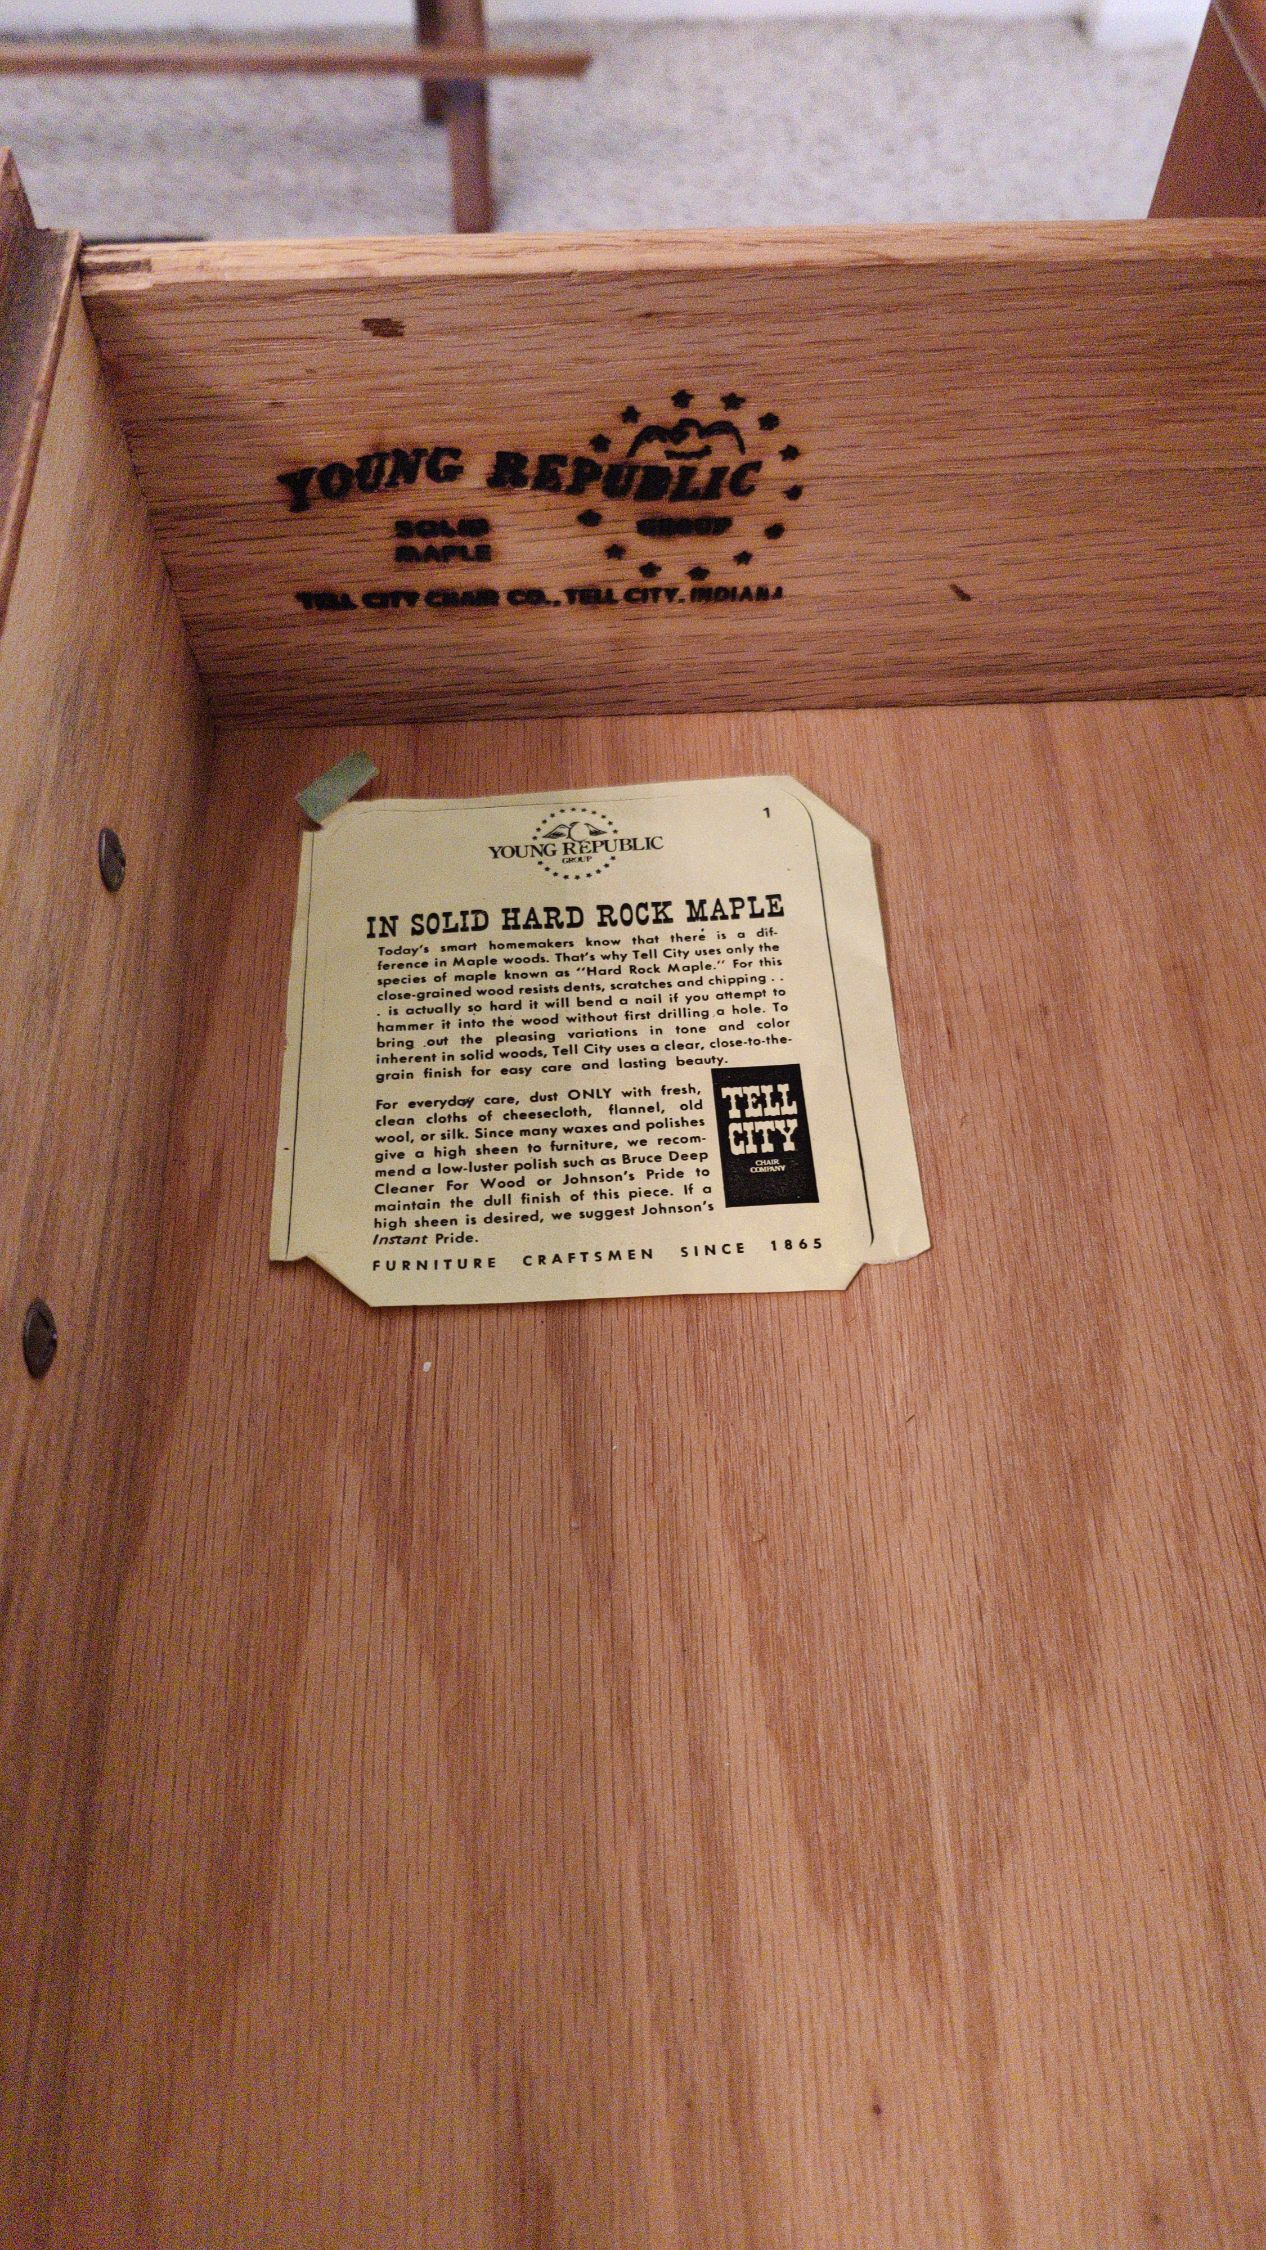 YOUNG REPUBLIC
SOLID GROUP
MAPLE
TELL CITY CHAIR CO., TELL CITY, INDIANA
1
YOUNG REPUBLIC
GROUP
IN SOLID HARD ROCK MAPLE
Today's smart homemakers know that there is a dif-
ference in Maple woods. That's why Tell City uses only the
species of maple known as "Hard Rock Maple." For this
close-grained wood resists dents, scratches and chipping . .
. is actually so hard it will bend a nail if you attempt to
hammer it into the wood without first drilling a hole. To
bring out the pleasing variations in tone and color
inherent in solid woods, Tell City uses a clear, close-to-the-
grain finish for easy care and lasting beauty.
For everyday care, dust ONLY with fresh,
clean cloths of cheesecloth, flannel, old
wool, or silk. Since many waxes and polishes
give a high sheen to furniture, we recom-
mend a low-luster polish such as Bruce Deep
Cleaner For Wood or Johnson's Pride to
maintain the dull finish of this piece. If a
high sheen is desired, we suggest Johnson's
Instant Pride.
TELL
CITY
CHAIR
COMPANY
FURNITURE CRAFTSMEN SINCE 1865